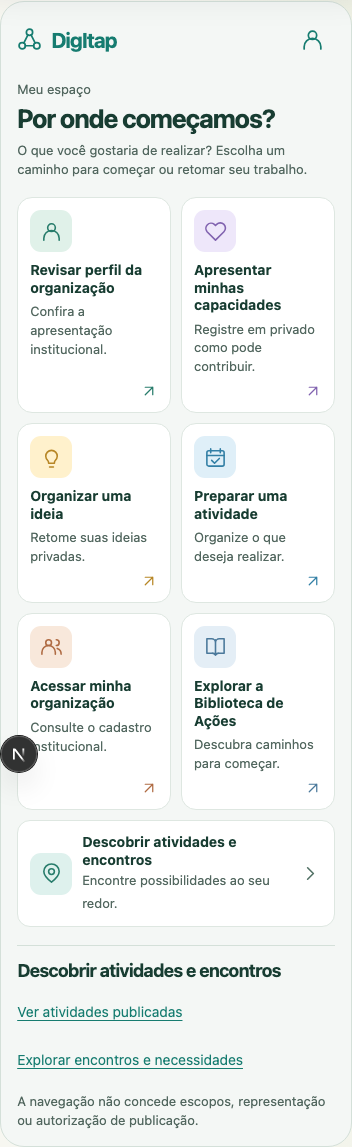 DigItap
Meu espaço
Por onde começamos?
O que você gostaria de realizar? Escolha um
caminho para começar ou retomar seu trabalho.
Revisar perfil da
organização
Confira a
apresentação
institucional.
Apresentar
minhas
capacidades
Registre em privado
como pode
contribuir.
Organizar uma
ideia
Retome suas ideias
privadas.
Preparar uma
atividade
Organize o que
deseja realizar.
Acessar minha
organização
Consulte o cadastro
institucional.
Explorar a
Biblioteca de
Ações
Descubra caminhos
para começar.
N
Descobrir atividades e
encontros
Encontre possibilidades ao seu
redor.
Descobrir atividades e encontros
Ver atividades publicadas
Explorar encontros e necessidades
A navegação não concede escopos, representação
ou autorização de publicação.